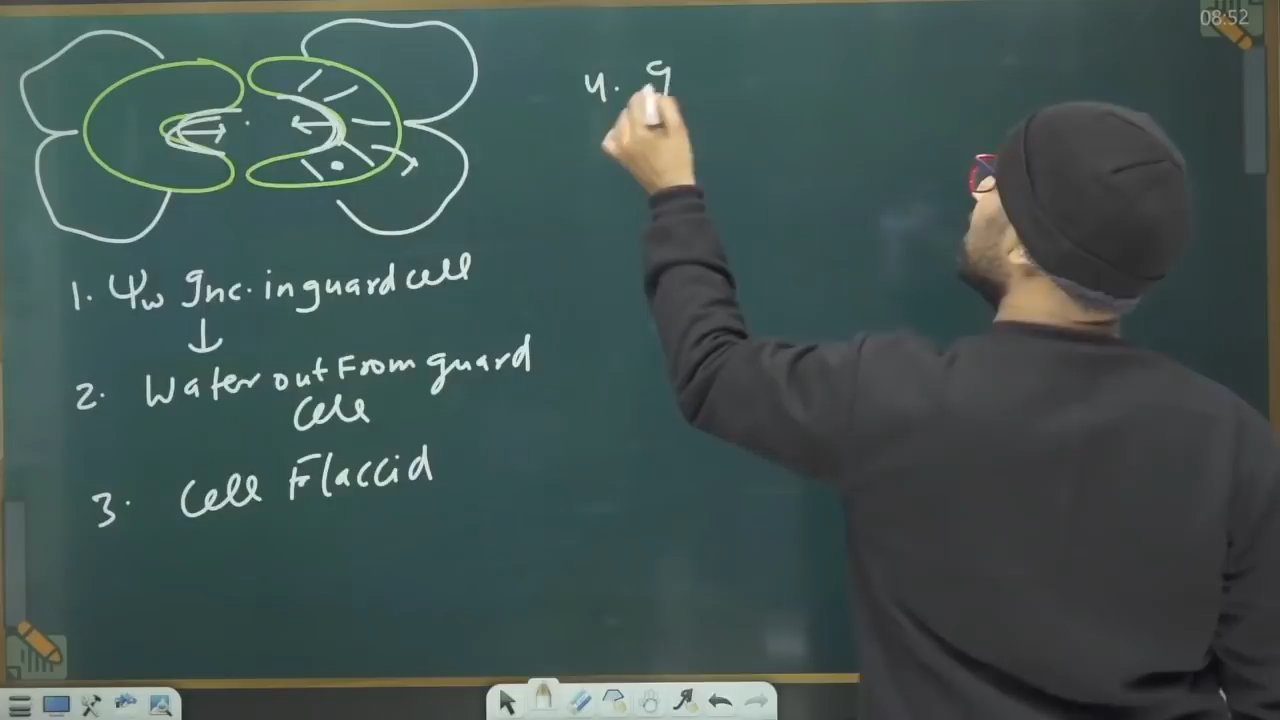 08:52
1. Ψw Inc. in guard cell
↓
2. Water out From guard
Cell
3. Cell Flaccid
4.